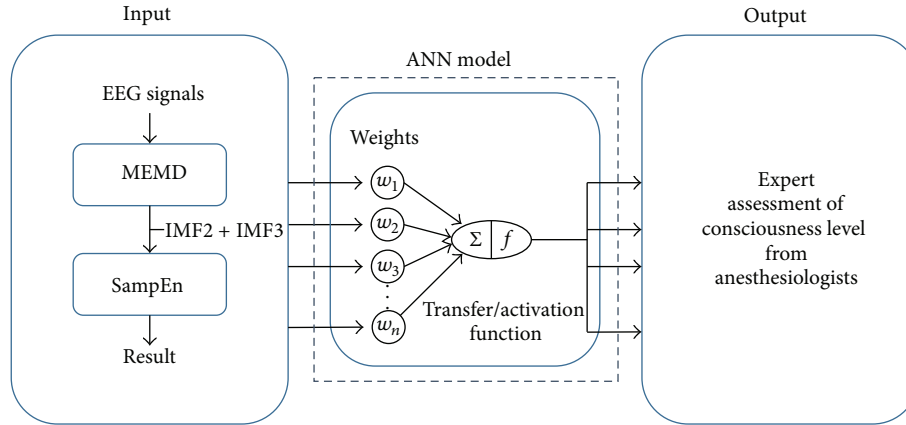 Input
EEG signals
MEMD
IMF2 + IMF3
SampEn
Result
ANN model
Weights
w1
w2
w3
wn
Σ f
Transfer/activation
function
Output
Expert
assessment of
consciousness level
from
anesthesiologists